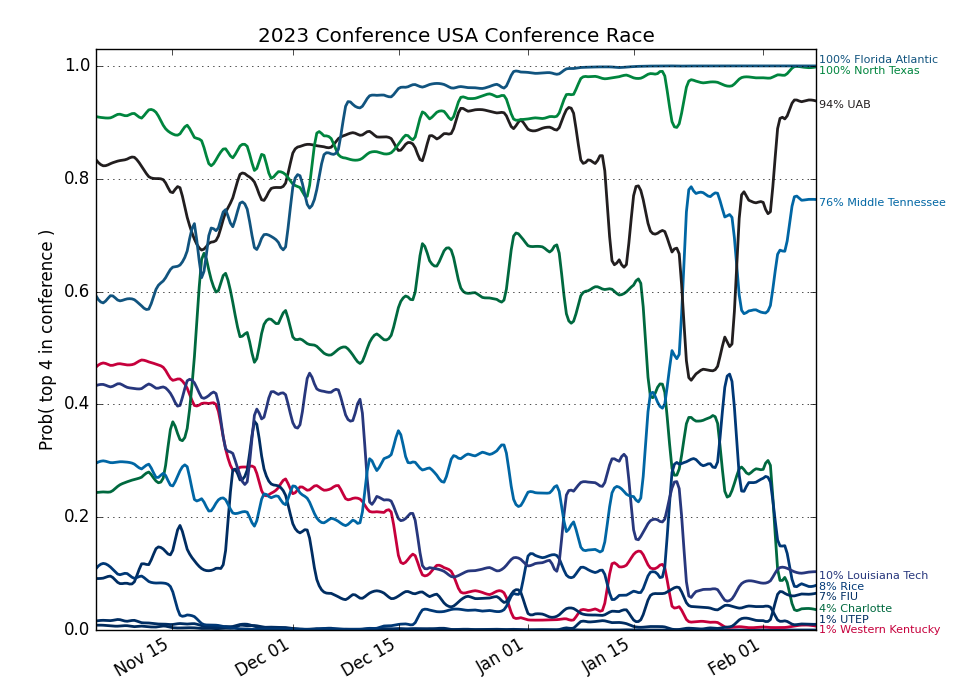 2023 Conference USA Conference Race
Prob( top 4 in conference )
1.0
0.8
0.6
0.4
0.2
0.0
Nov 15
Dec 01
Dec 15
Jan 01
Jan 15
Feb 01
100% Florida Atlantic
100% North Texas
94% UAB
76% Middle Tennessee
10% Louisiana Tech
8% Rice
7% FIU
4% Charlotte
1% UTEP
1% Western Kentucky